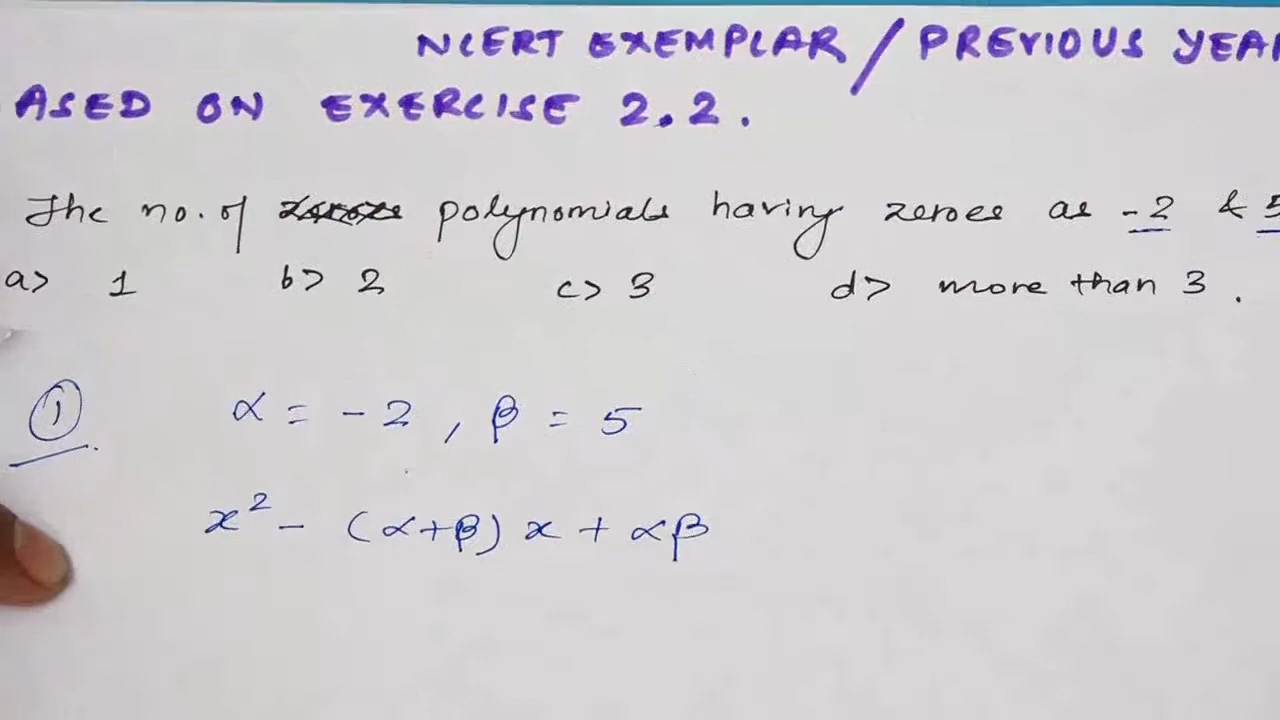 NCERT EXEMPLAR / PREVIOUS YEAR
ASED ON EXERCISE 2.2.
The no. of polynomials having zeroes as -2 & 5
a> 1 b> 2 c> 3 d> more than 3.
① α = -2, β = 5
x² - (α+β) x + αβ